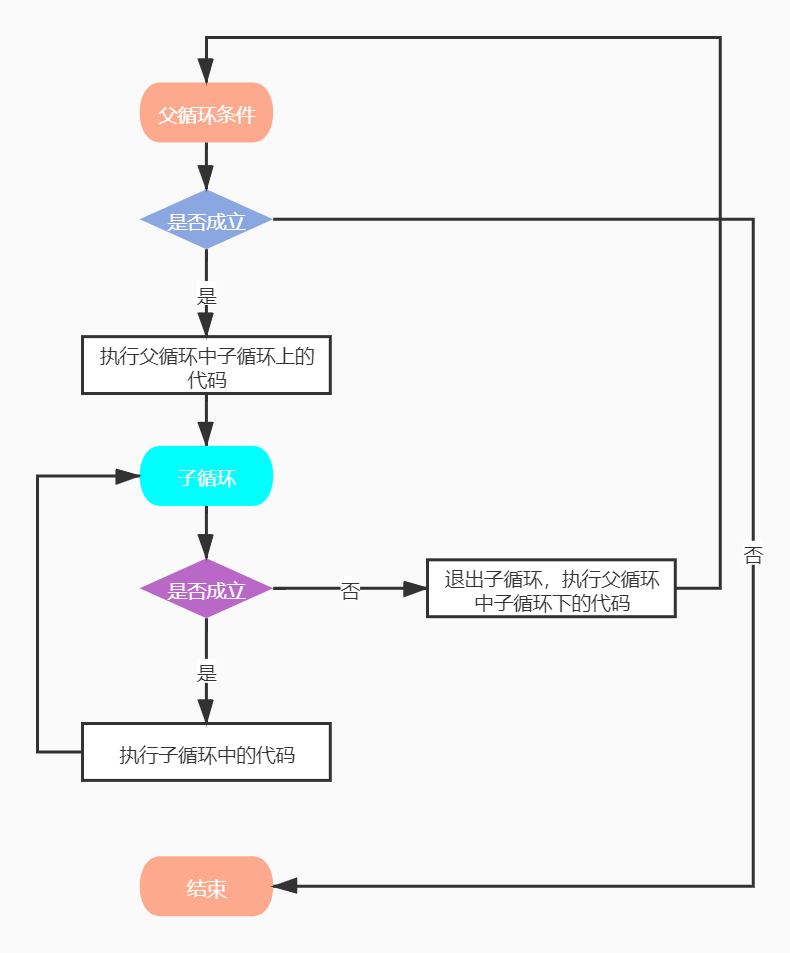 父循环条件
是否成立
是
执行父循环中子循环上的
代码
子循环
是否成立
否
退出子循环，执行父循环
中子循环下的代码
否
是
执行子循环中的代码
结束